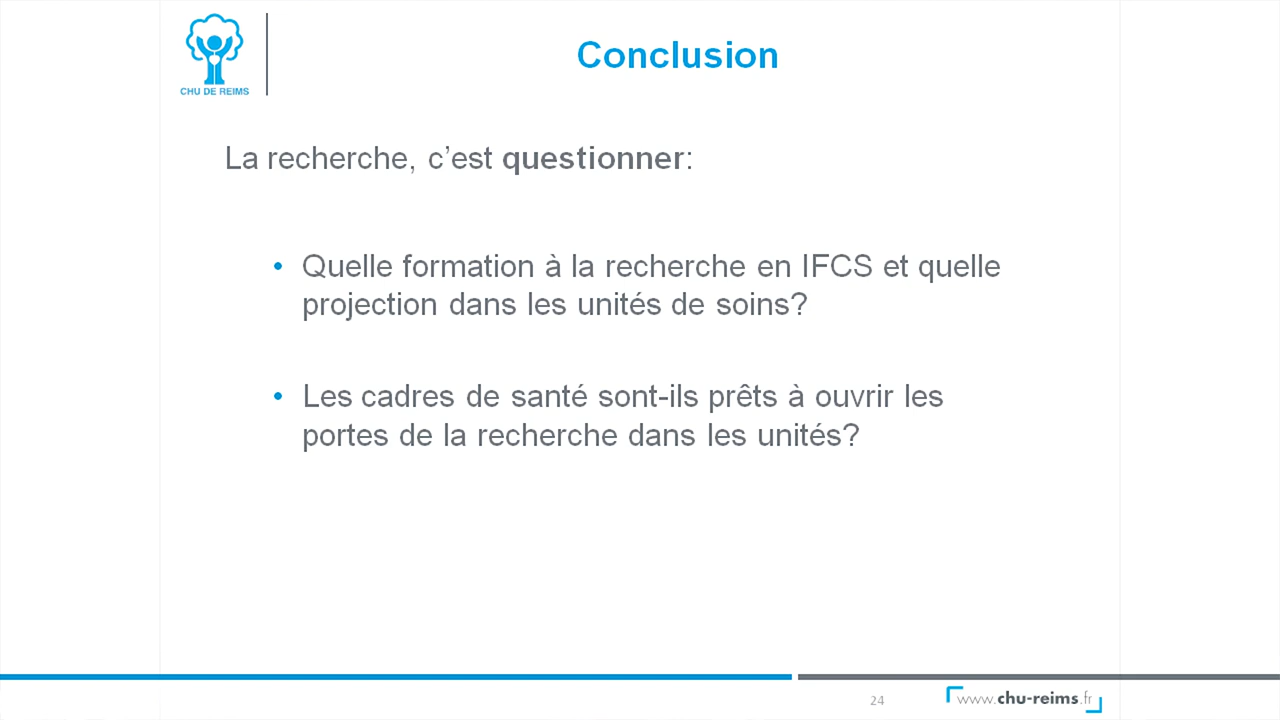 CHU DE REIMS
Conclusion
La recherche, c’est questionner:
• Quelle formation à la recherche en IFCS et quelle
projection dans les unités de soins?
• Les cadres de santé sont-ils prêts à ouvrir les
portes de la recherche dans les unités?
24
www.chu-reims.fr